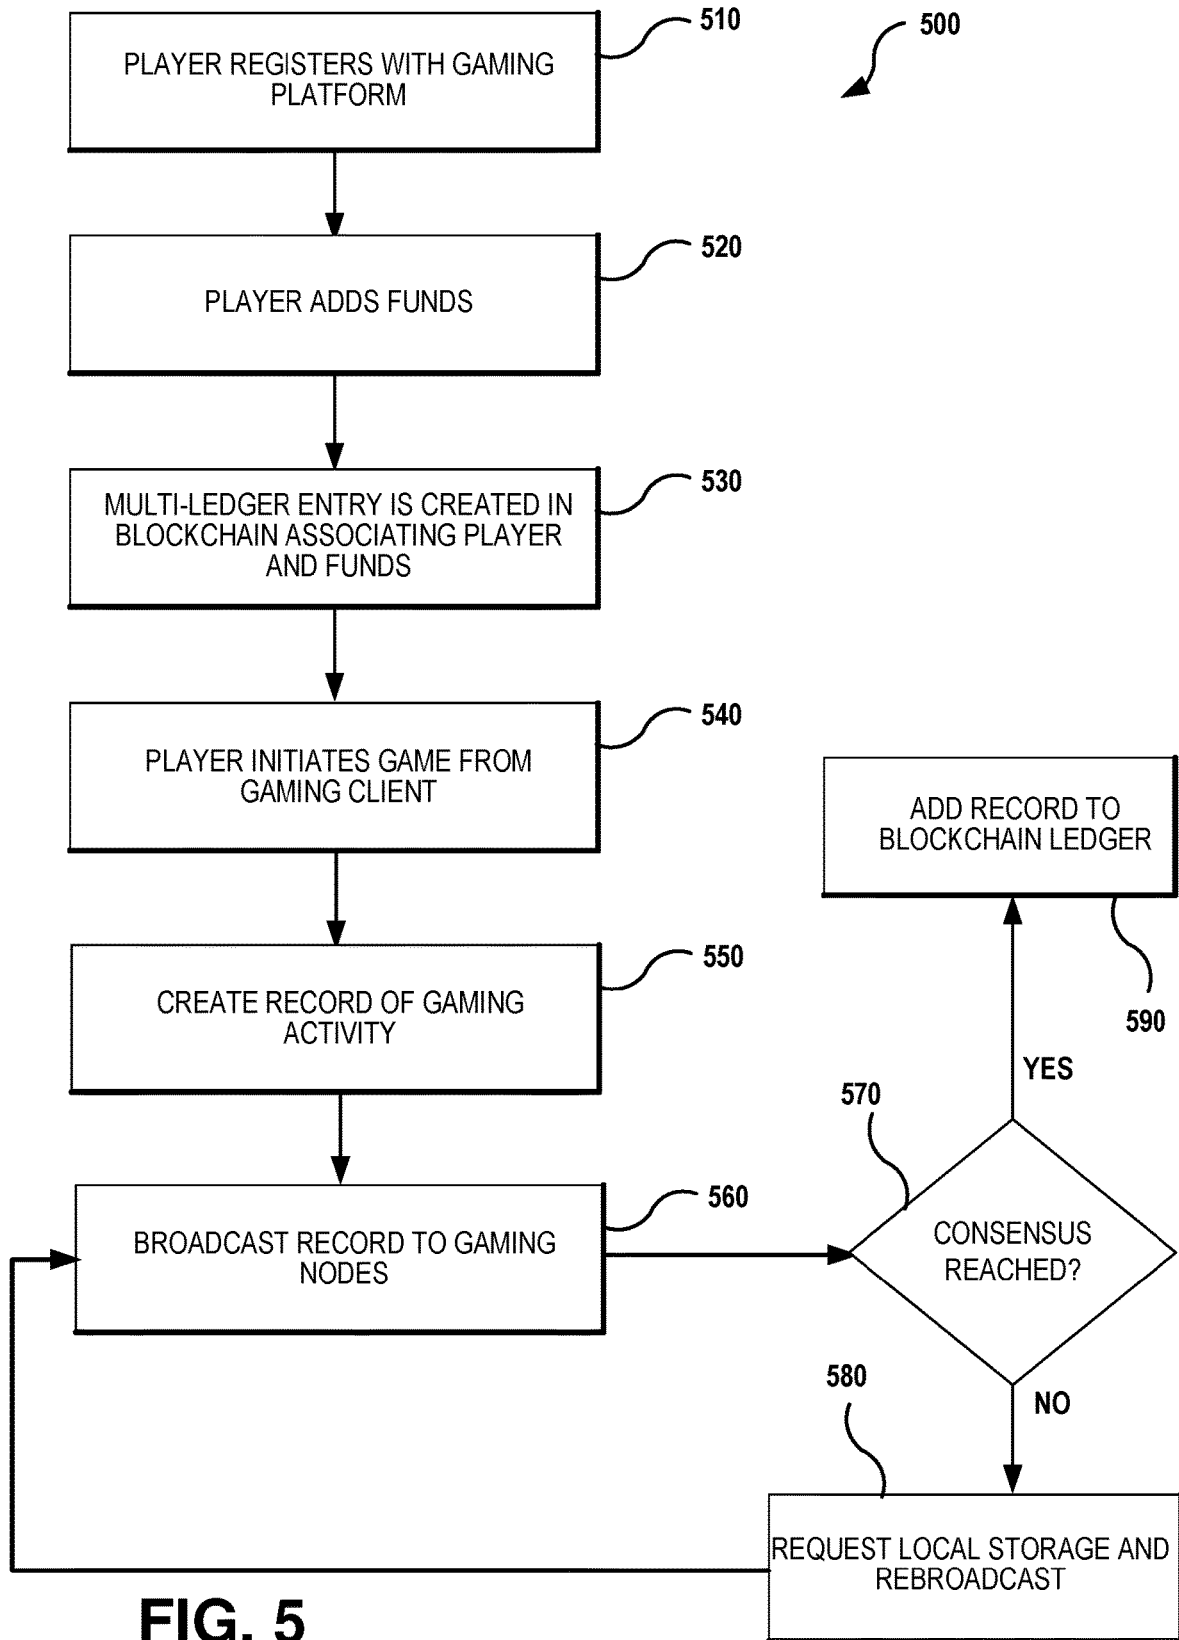 510
500
PLAYER REGISTERS WITH GAMING
PLATFORM
520
PLAYER ADDS FUNDS
530
MULTI-LEDGER ENTRY IS CREATED IN
BLOCKCHAIN ASSOCIATING PLAYER
AND FUNDS
540
PLAYER INITIATES GAME FROM
GAMING CLIENT
ADD RECORD TO
BLOCKCHAIN LEDGER
590
550
CREATE RECORD OF GAMING
ACTIVITY
YES
570
560
BROADCAST RECORD TO GAMING
NODES
CONSENSUS
REACHED?
580
NO
REQUEST LOCAL STORAGE AND
REBROADCAST
FIG. 5